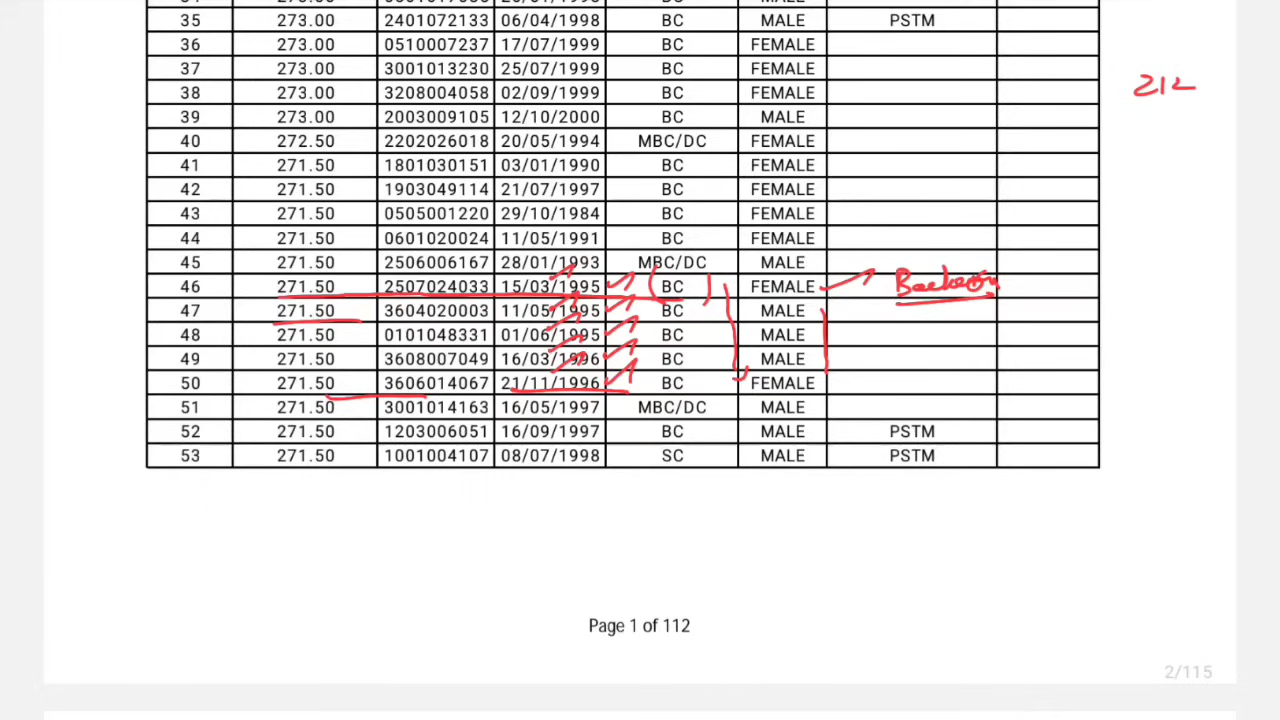 35 273.00 2401072133 06/04/1998 BC MALE PSTM
36 273.00 0510007237 17/07/1999 BC FEMALE
37 273.00 3001013230 25/07/1999 BC FEMALE
38 273.00 3208004058 02/09/1999 BC FEMALE
39 273.00 2003009105 12/10/2000 BC MALE
40 272.50 2202026018 20/05/1994 MBC/DC FEMALE
41 271.50 1801030151 03/01/1990 BC FEMALE
42 271.50 1903049114 21/07/1997 BC FEMALE
43 271.50 0505001220 29/10/1984 BC FEMALE
44 271.50 0601020024 11/05/1991 BC FEMALE
45 271.50 2506006167 28/01/1993 MBC/DC MALE
46 271.50 2507024033 15/03/1995 BC FEMALE
47 271.50 3604020003 11/05/1995 BC MALE
48 271.50 0101048331 01/06/1995 BC MALE
49 271.50 3608007049 16/03/1996 BC MALE
50 271.50 3606014067 21/11/1996 BC FEMALE
51 271.50 3001014163 16/05/1997 MBC/DC MALE
52 271.50 1203006051 16/09/1997 BC MALE PSTM
53 271.50 1001004107 08/07/1998 SC MALE PSTM
212
Page 1 of 112
2/115